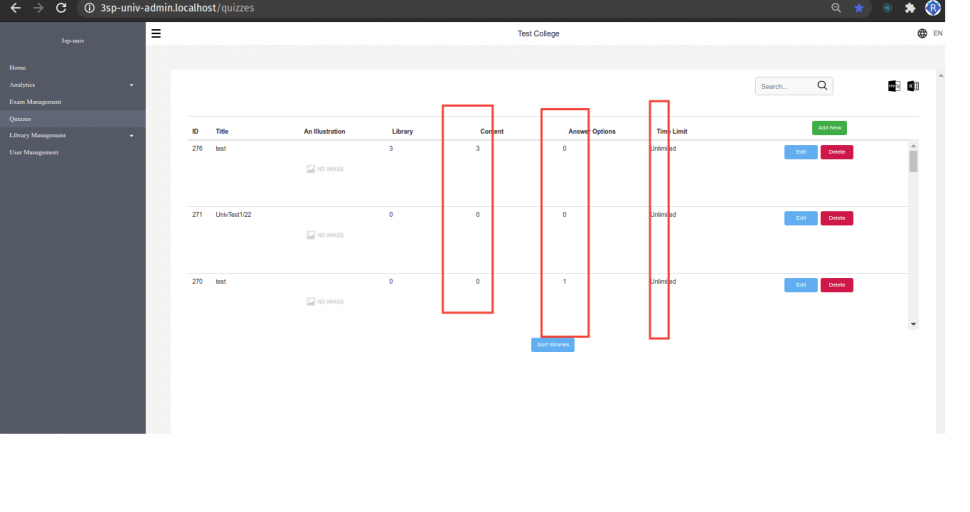 3sp-univ-admin.localhost/quizzes
3sp-univ
Test College
EN
Home
Analytics
Exam Management
Quizzes
Library Management
User Management
Search...
ID Title An Illustration Library Content Answer Options Time Limit Add New
276 test 3 3 0 Unlimited Edit Delete
NO IMAGE
271 UnivTest1/22 0 0 0 Unlimited Edit Delete
NO IMAGE
270 test 0 0 1 Unlimited Edit Delete
NO IMAGE
Sort libraries
R